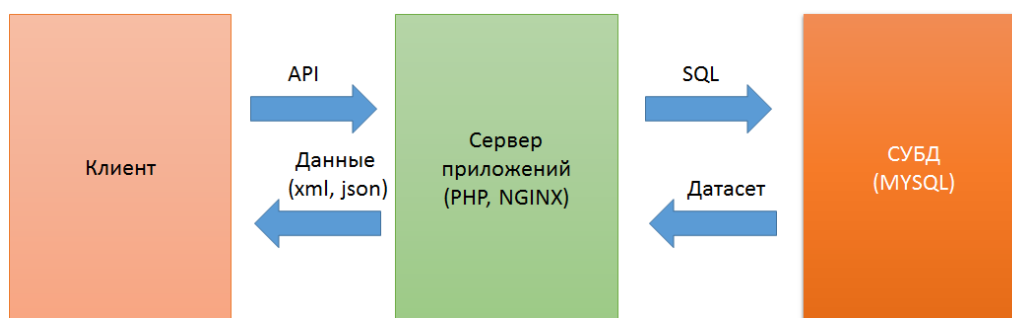 Клиент
API
Данные
(xml, json)
Сервер
приложений
(PHP, NGINX)
SQL
Датасет
СУБД
(MYSQL)